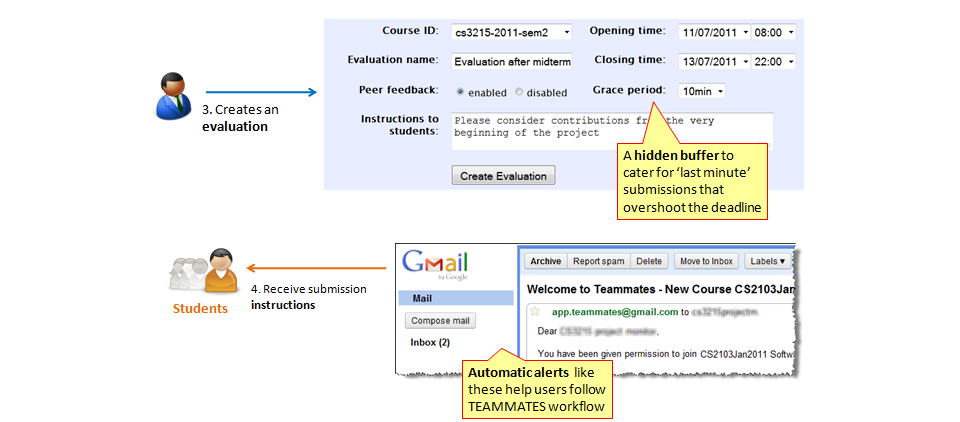 Course ID: cs3215-2011-sem2 Opening time: 11/07/2011 08:00
Evaluation name: Evaluation after midterm Closing time: 13/07/2011 22:00
Peer feedback: enabled disabled Grace period: 10min
3. Creates an
evaluation
Instructions to
students:
Please consider contributions from the very
beginning of the project
Create Evaluation
A hidden buffer to
cater for ‘last minute’
submissions that
overshoot the deadline
Students
4. Receive submission
instructions
Gmail
by Google
Mail
Compose mail
Inbox (2)
Archive Report spam Delete Move to Inbox Labels
Welcome to Teammates - New Course CS2103Jan
app.teammates@gmail.com to
Dear
You have been given permission to join CS2103Jan2011 Softw
Automatic alerts like
these help users follow
TEAMMATES workflow